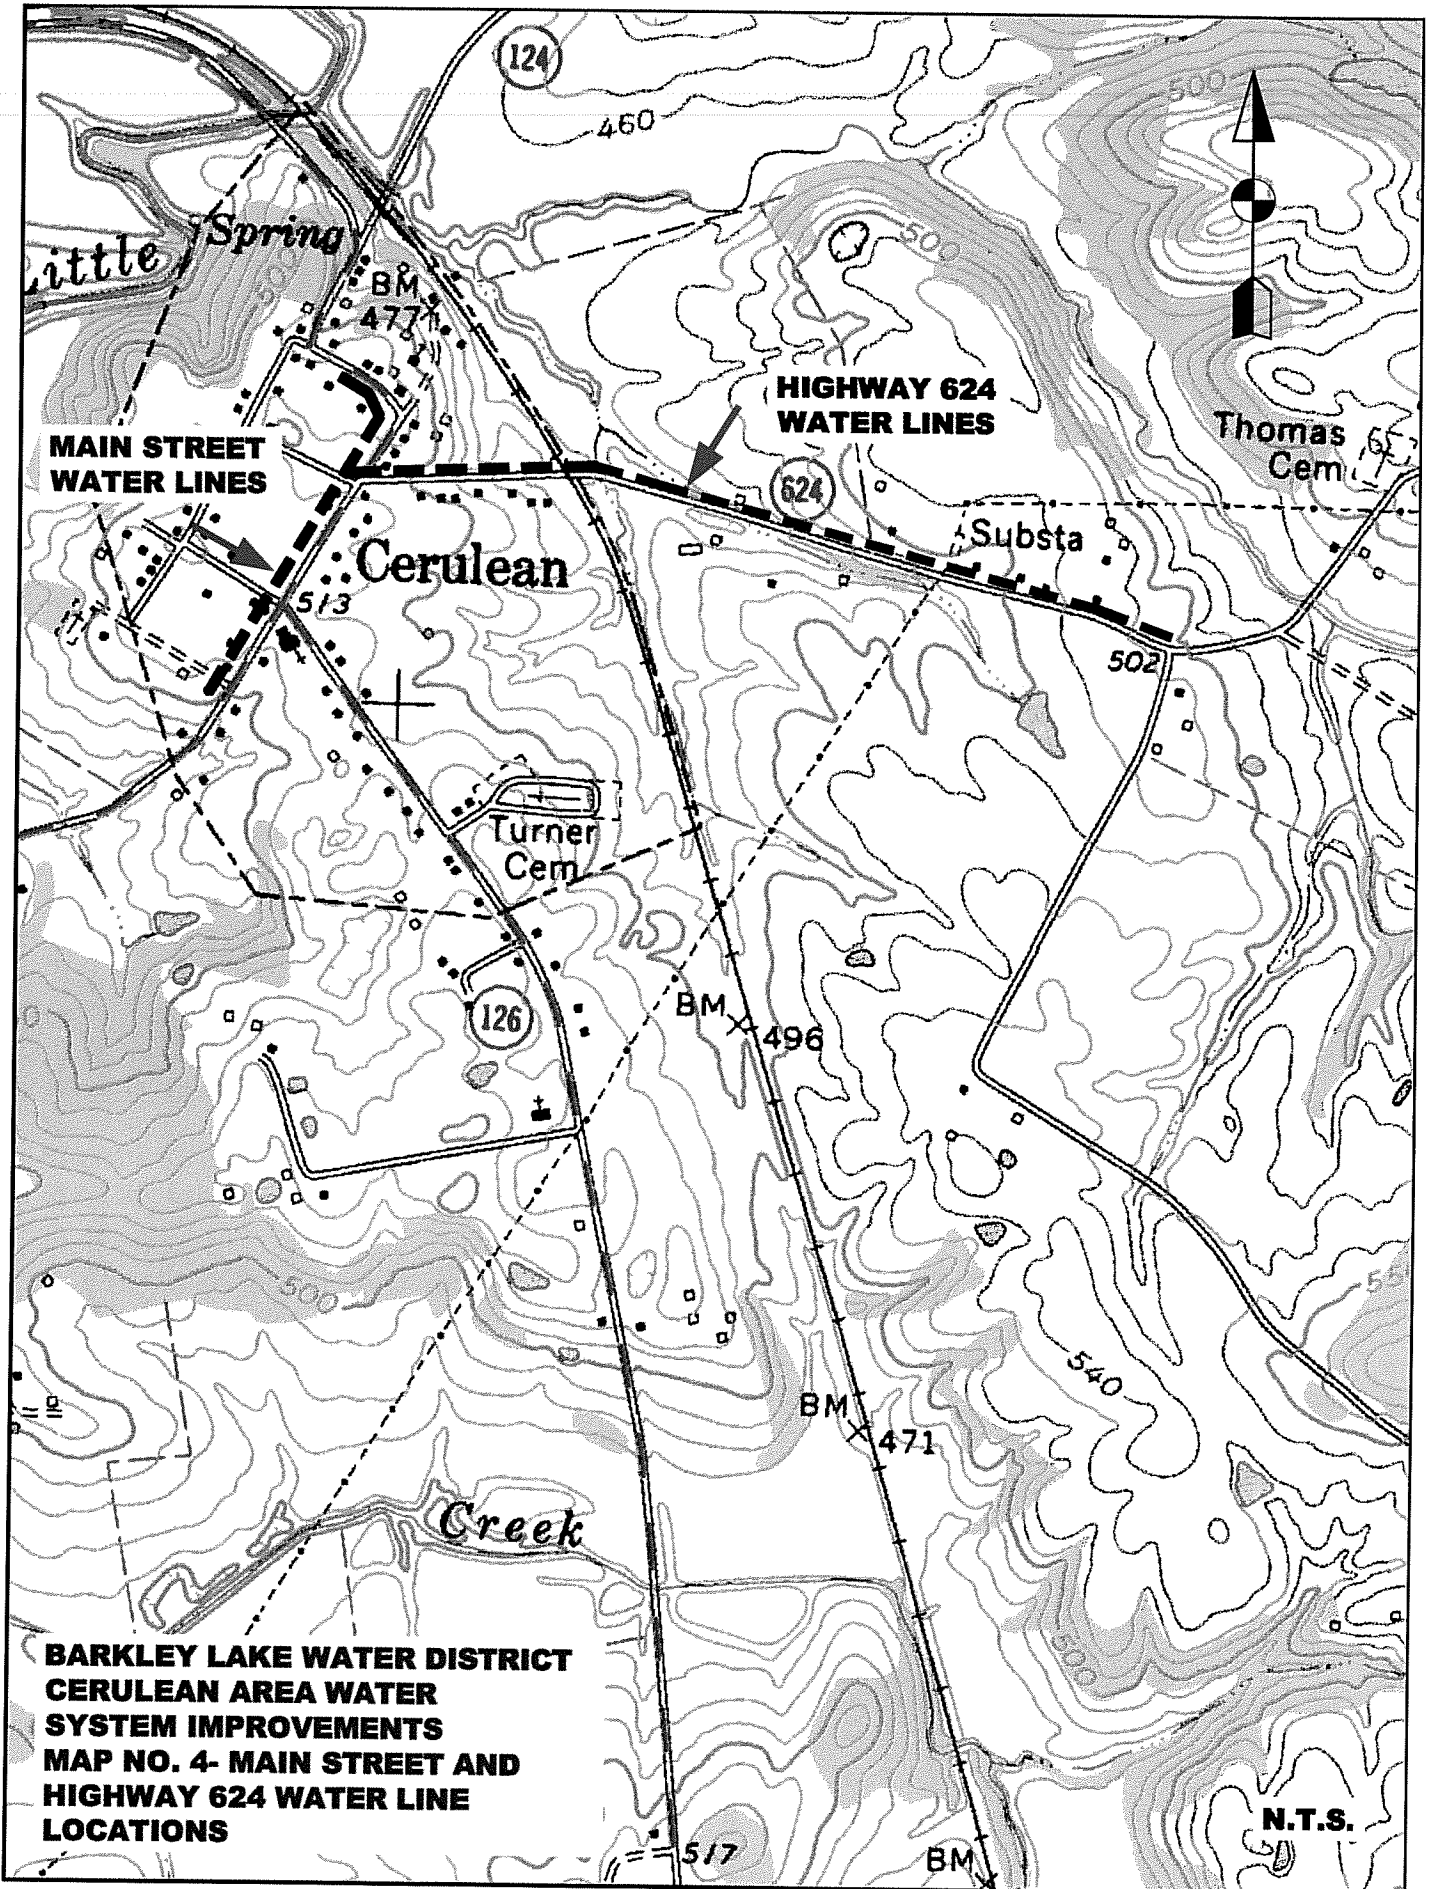 124
500
460
Spring
Little
500
500
BM
477
HIGHWAY 624
WATER LINES
MAIN STREET
WATER LINES
Thomas
Cem
624
Substa
Cerulean
513
502
Turner
Cem
BM
496
126
500
540
BM
471
Creek
500
BARKLEY LAKE WATER DISTRICT
CERULEAN AREA WATER
SYSTEM IMPROVEMENTS
MAP NO. 4- MAIN STREET AND
HIGHWAY 624 WATER LINE
LOCATIONS
N.T.S.
517
BM